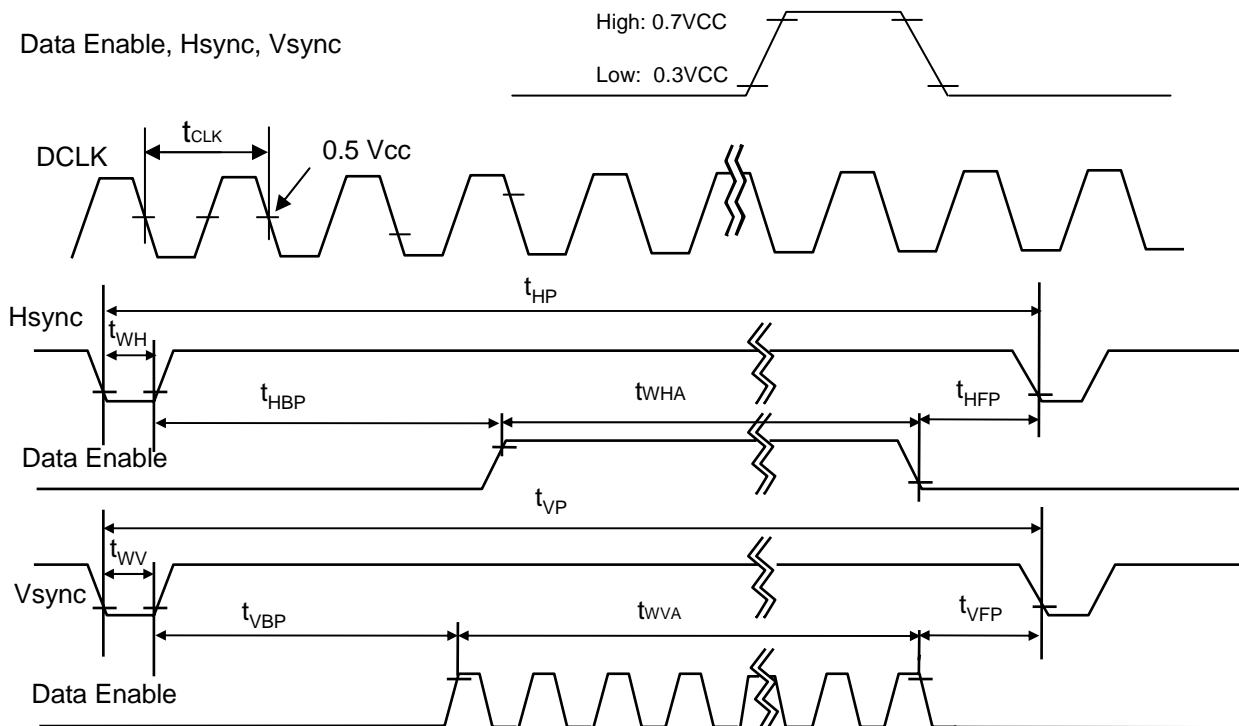 High: 0.7VCC
Data Enable, Hsync, Vsync
Low: 0.3VCC
tCLK
DCLK
0.5 Vcc
tHP
Hsync
tWH
tHBP
tWHA
tHFP
Data Enable
tVP
tWV
Vsync
tVBP
tWVA
tVFP
Data Enable